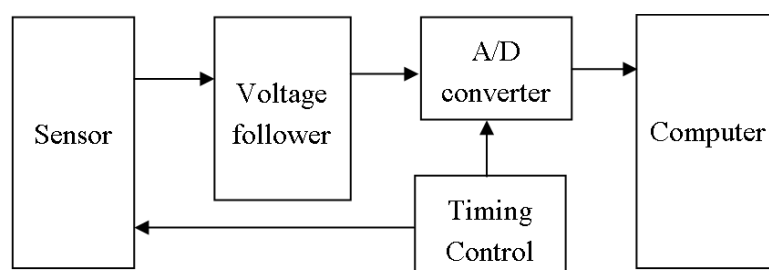 Sensor
Voltage
follower
A/D
converter
Timing
Control
Computer